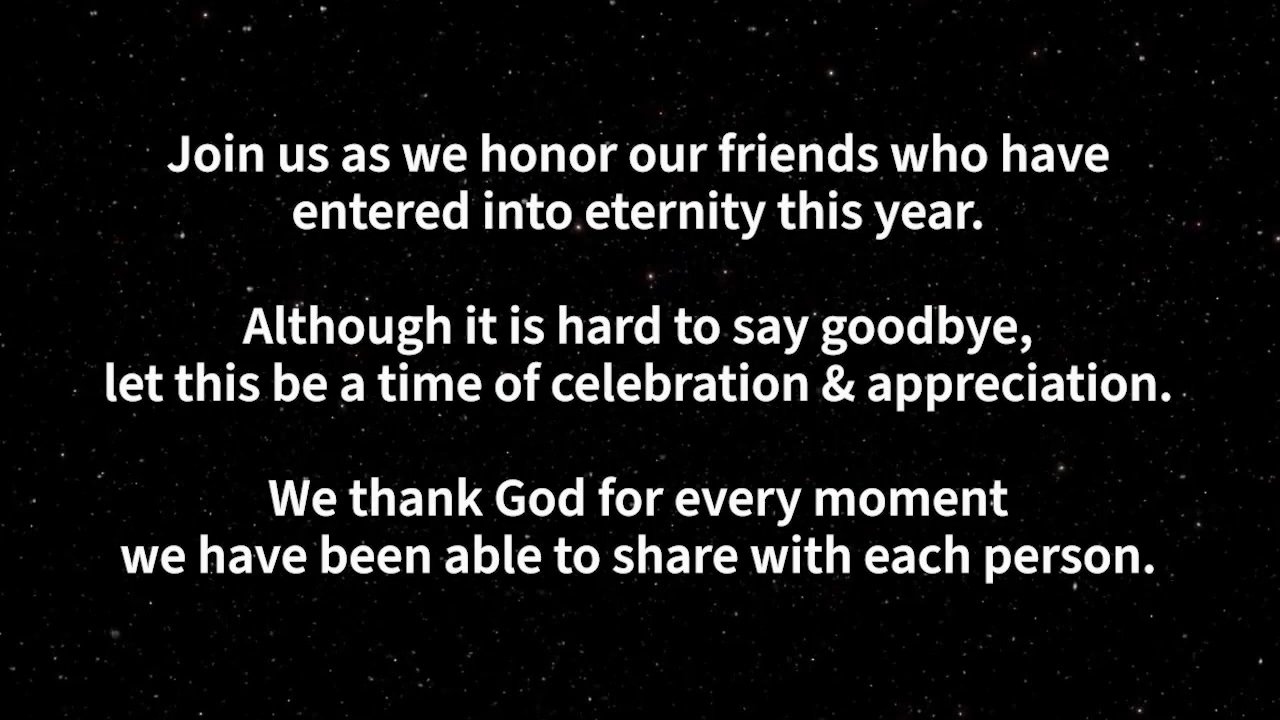 Join us as we honor our friends who have
entered into eternity this year.
Although it is hard to say goodbye,
let this be a time of celebration & appreciation.
We thank God for every moment
we have been able to share with each person.